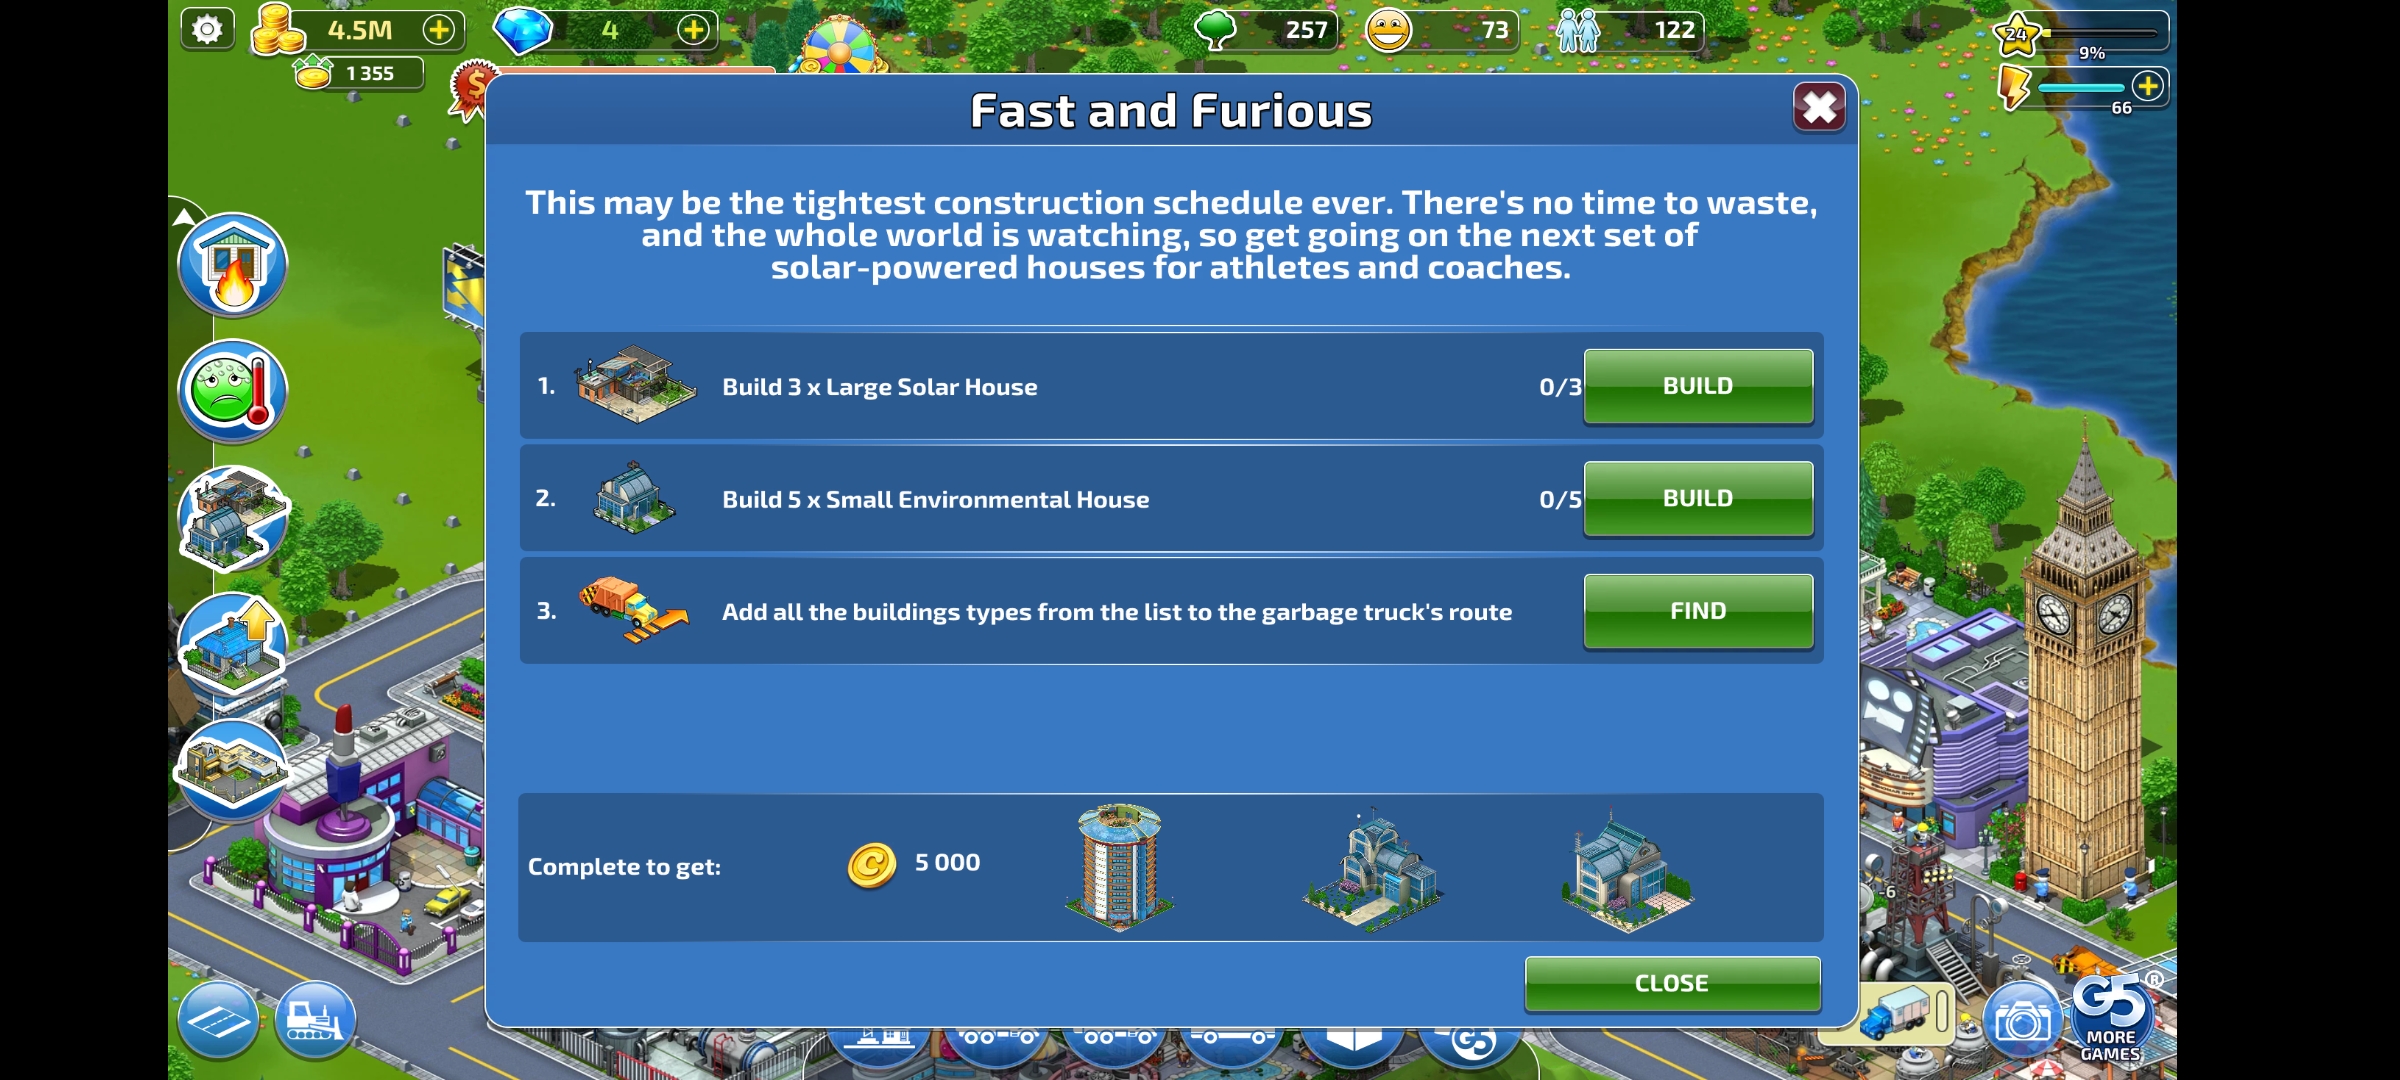 4.5M
4
257
73
122
24
9%
1 355
66
Fast and Furious
This may be the tightest construction schedule ever. There's no time to waste,
and the whole world is watching, so get going on the next set of
solar-powered houses for athletes and coaches.
1.
Build 3 x Large Solar House
0/3
BUILD
2.
Build 5 x Small Environmental House
0/5
BUILD
3.
Add all the buildings types from the list to the garbage truck's route
FIND
Complete to get:
5 000
-6
CLOSE
G5
G5®
MORE
GAMES